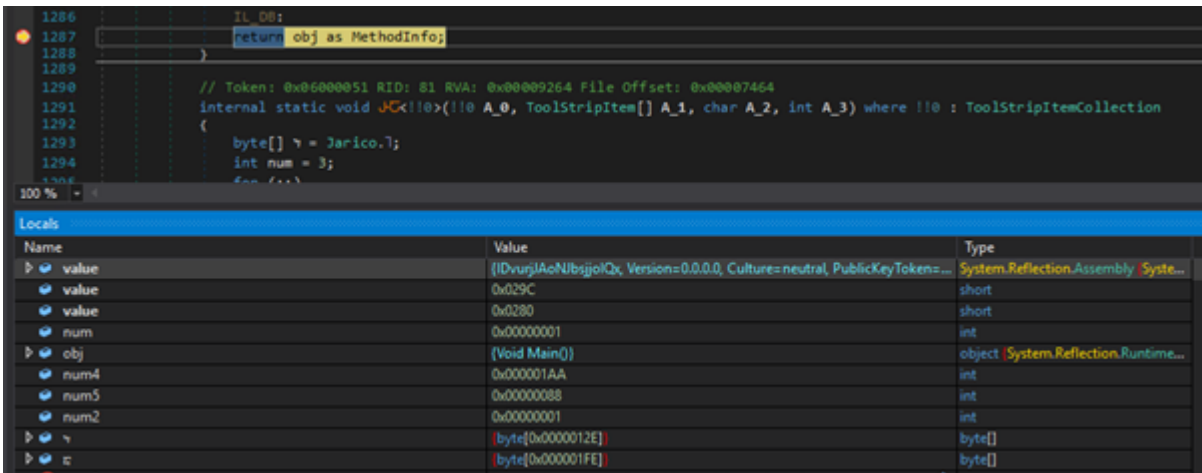 1286 IL_DB:
1287 return obj as MethodInfo;
1288 }
1289
1290 // Token: 0x06000051 RID: 81 RVA: 0x00009264 File Offset: 0x00007464
1291 internal static void <!!0>(!!0 A_0, ToolStripItem[] A_1, char A_2, int A_3) where !!0 : ToolStripItemCollection
1292 {
1293 byte[] = Jarico.
1294 int num = 3;
for (;;)
100 %
Locals
Name Value Type
value Version=0.0.0.0, Culture=neutral, PublicKeyToken=... System.Reflection.Assembly {Syste...
value 0x029C short
value 0x0280 short
num 0x00000001 int
obj {Void Main()} object {System.Reflection.Runtime...
num4 0x000001AA int
num5 0x00000088 int
num2 0x00000001 int
{byte[0x0000012E]} byte[]
{byte[0x000001FE]} byte[]